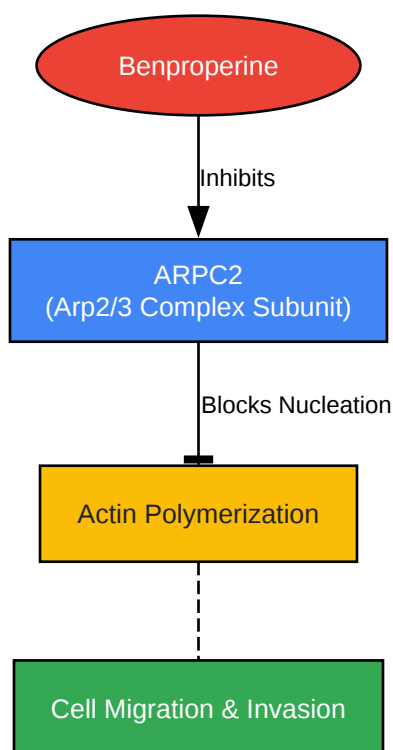 Benproperine
Inhibits
ARPC2
(Arp2/3 Complex Subunit)
Blocks Nucleation
Actin Polymerization
Cell Migration & Invasion